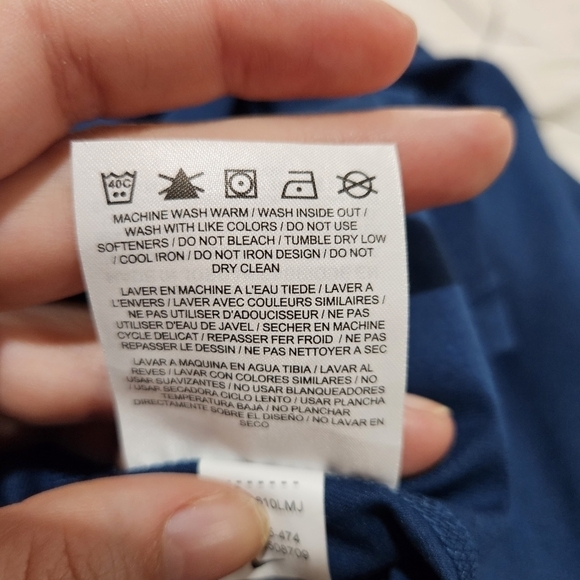 40C
MACHINE WASH WARM / WASH INSIDE OUT /
WASH WITH LIKE COLORS / DO NOT USE
SOFTENERS / DO NOT BLEACH / TUMBLE DRY LOW
/ COOL IRON / DO NOT IRON DESIGN / DO NOT
DRY CLEAN
LAVER EN MACHINE A L'EAU TIEDE / LAVER A
L'ENVERS / LAVER AVEC COULEURS SIMILAIRES /
NE PAS UTILISER D'ADOUCISSEUR / NE PAS
UTILISER D'EAU DE JAVEL / SECHER EN MACHINE
CYCLE DELICAT / REPASSER FER FROID / NE PAS
REPASSER LE DESSIN / NE PAS NETTOYER A SEC
LAVAR A MAQUINA EN AGUA TIBIA / LAVAR AL
REVES / LAVAR CON COLORES SIMILARES / NO
USAR SUAVIZANTES / NO USAR BLANQUEADORES
/ USAR SECADORA CICLO LENTO / USAR PLANCHA
TEMPERATURA BAJA / NO PLANCHAR
DIRECTAMENTE SOBRE EL DISEÑO / NO LAVAR EN
SECO
810LMJ
-474